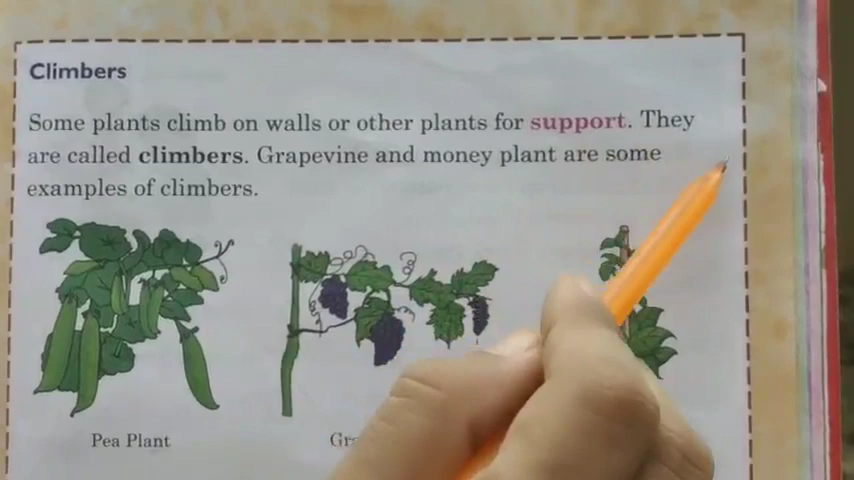 Climbers
Some plants climb on walls or other plants for support. They
are called climbers. Grapevine and money plant are some
examples of climbers.
Pea Plant